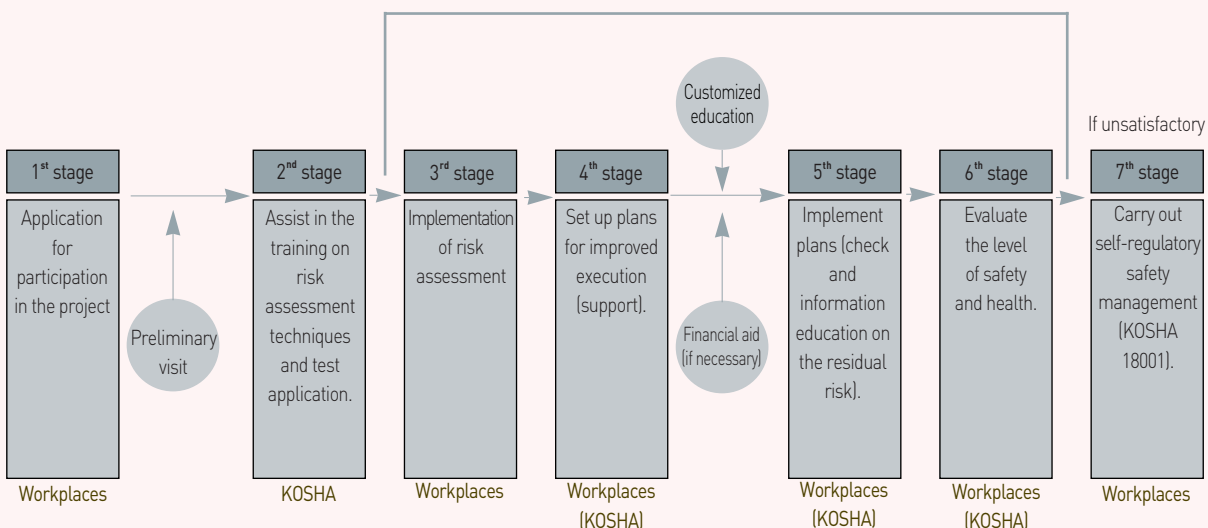 1st stage
Application
for
participation
in the project
Workplaces
Preliminary
visit
2nd stage
Assist in the
training on
risk
assessment
techniques
and test
application.
KOSHA
3rd stage
Implementation
of risk
assessment
Workplaces
4th stage
Set up plans
for improved
execution
(support).
Workplaces
(KOSHA)
Customized
education
Financial aid
(if necessary)
5th stage
Implement
plans (check
and
information
education on
the residual
risk).
Workplaces
(KOSHA)
6th stage
Evaluate
the level
of safety
and health.
Workplaces
(KOSHA)
If unsatisfactory
7th stage
Carry out
self-regulatory
safety
management
(KOSHA
18001).
Workplaces